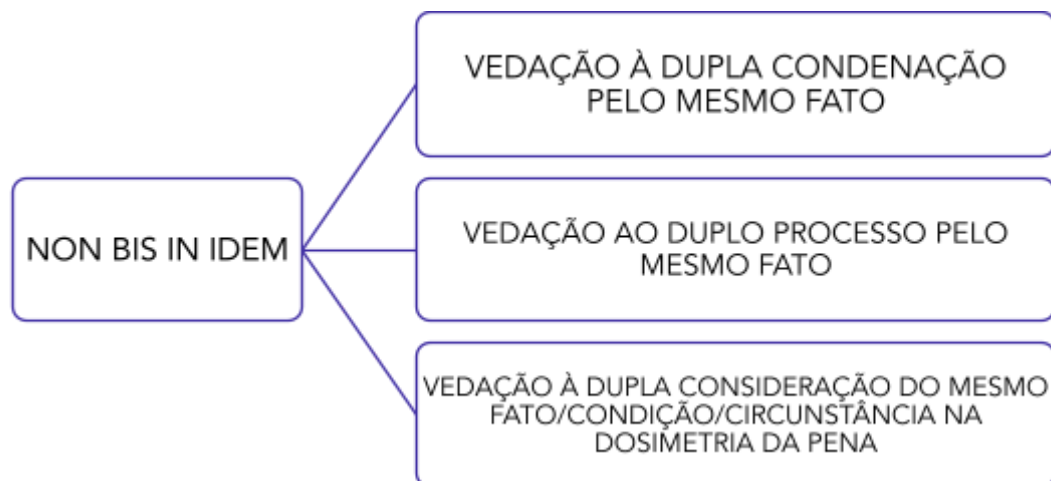 NON BIS IN IDEM
VEDAÇÃO À DUPLA CONDENAÇÃO
PELO MESMO FATO
VEDAÇÃO AO DUPLO PROCESSO PELO
MESMO FATO
VEDAÇÃO À DUPLA CONSIDERAÇÃO DO MESMO
FATO/CONDIÇÃO/CIRCUNSTÂNCIA NA
DOSIMETRIA DA PENA